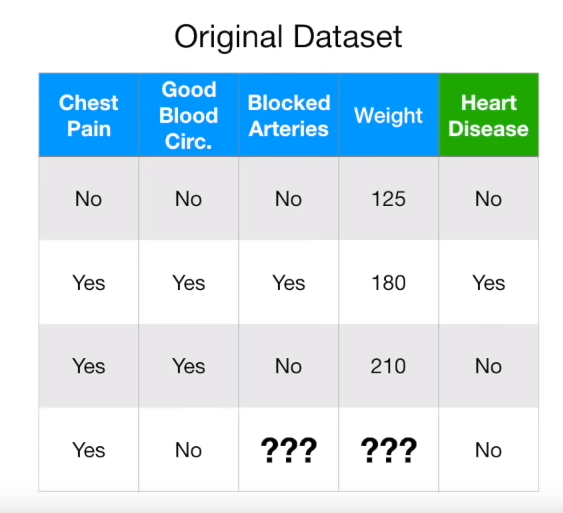 Original Dataset
Chest Pain Good Blood Circ. Blocked Arteries Weight Heart Disease
No No No 125 No
Yes Yes Yes 180 Yes
Yes Yes No 210 No
Yes No ??? ??? No